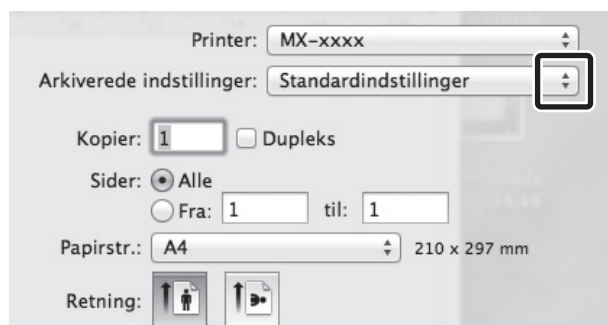 Printer: MX-xxxx
Arkiverede indstillinger: Standardindstillinger
Kopier: 1 Dupleks
Sider: Alle
Fra: 1 til: 1
Papirstr.: A4 210 x 297 mm
Retning: